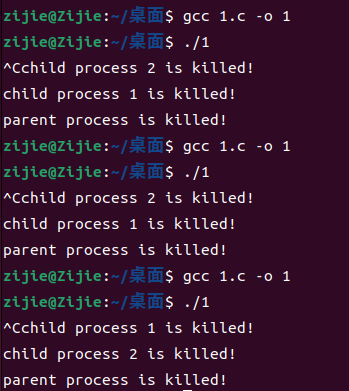 zijie@Zijie:~/桌面$ gcc 1.c -o 1
zijie@Zijie:~/桌面$ ./1
^Cchild process 2 is killed!
child process 1 is killed!
parent process is killed!
zijie@Zijie:~/桌面$ gcc 1.c -o 1
zijie@Zijie:~/桌面$ ./1
^Cchild process 2 is killed!
child process 1 is killed!
parent process is killed!
zijie@Zijie:~/桌面$ gcc 1.c -o 1
zijie@Zijie:~/桌面$ ./1
^Cchild process 1 is killed!
child process 2 is killed!
parent process is killed!